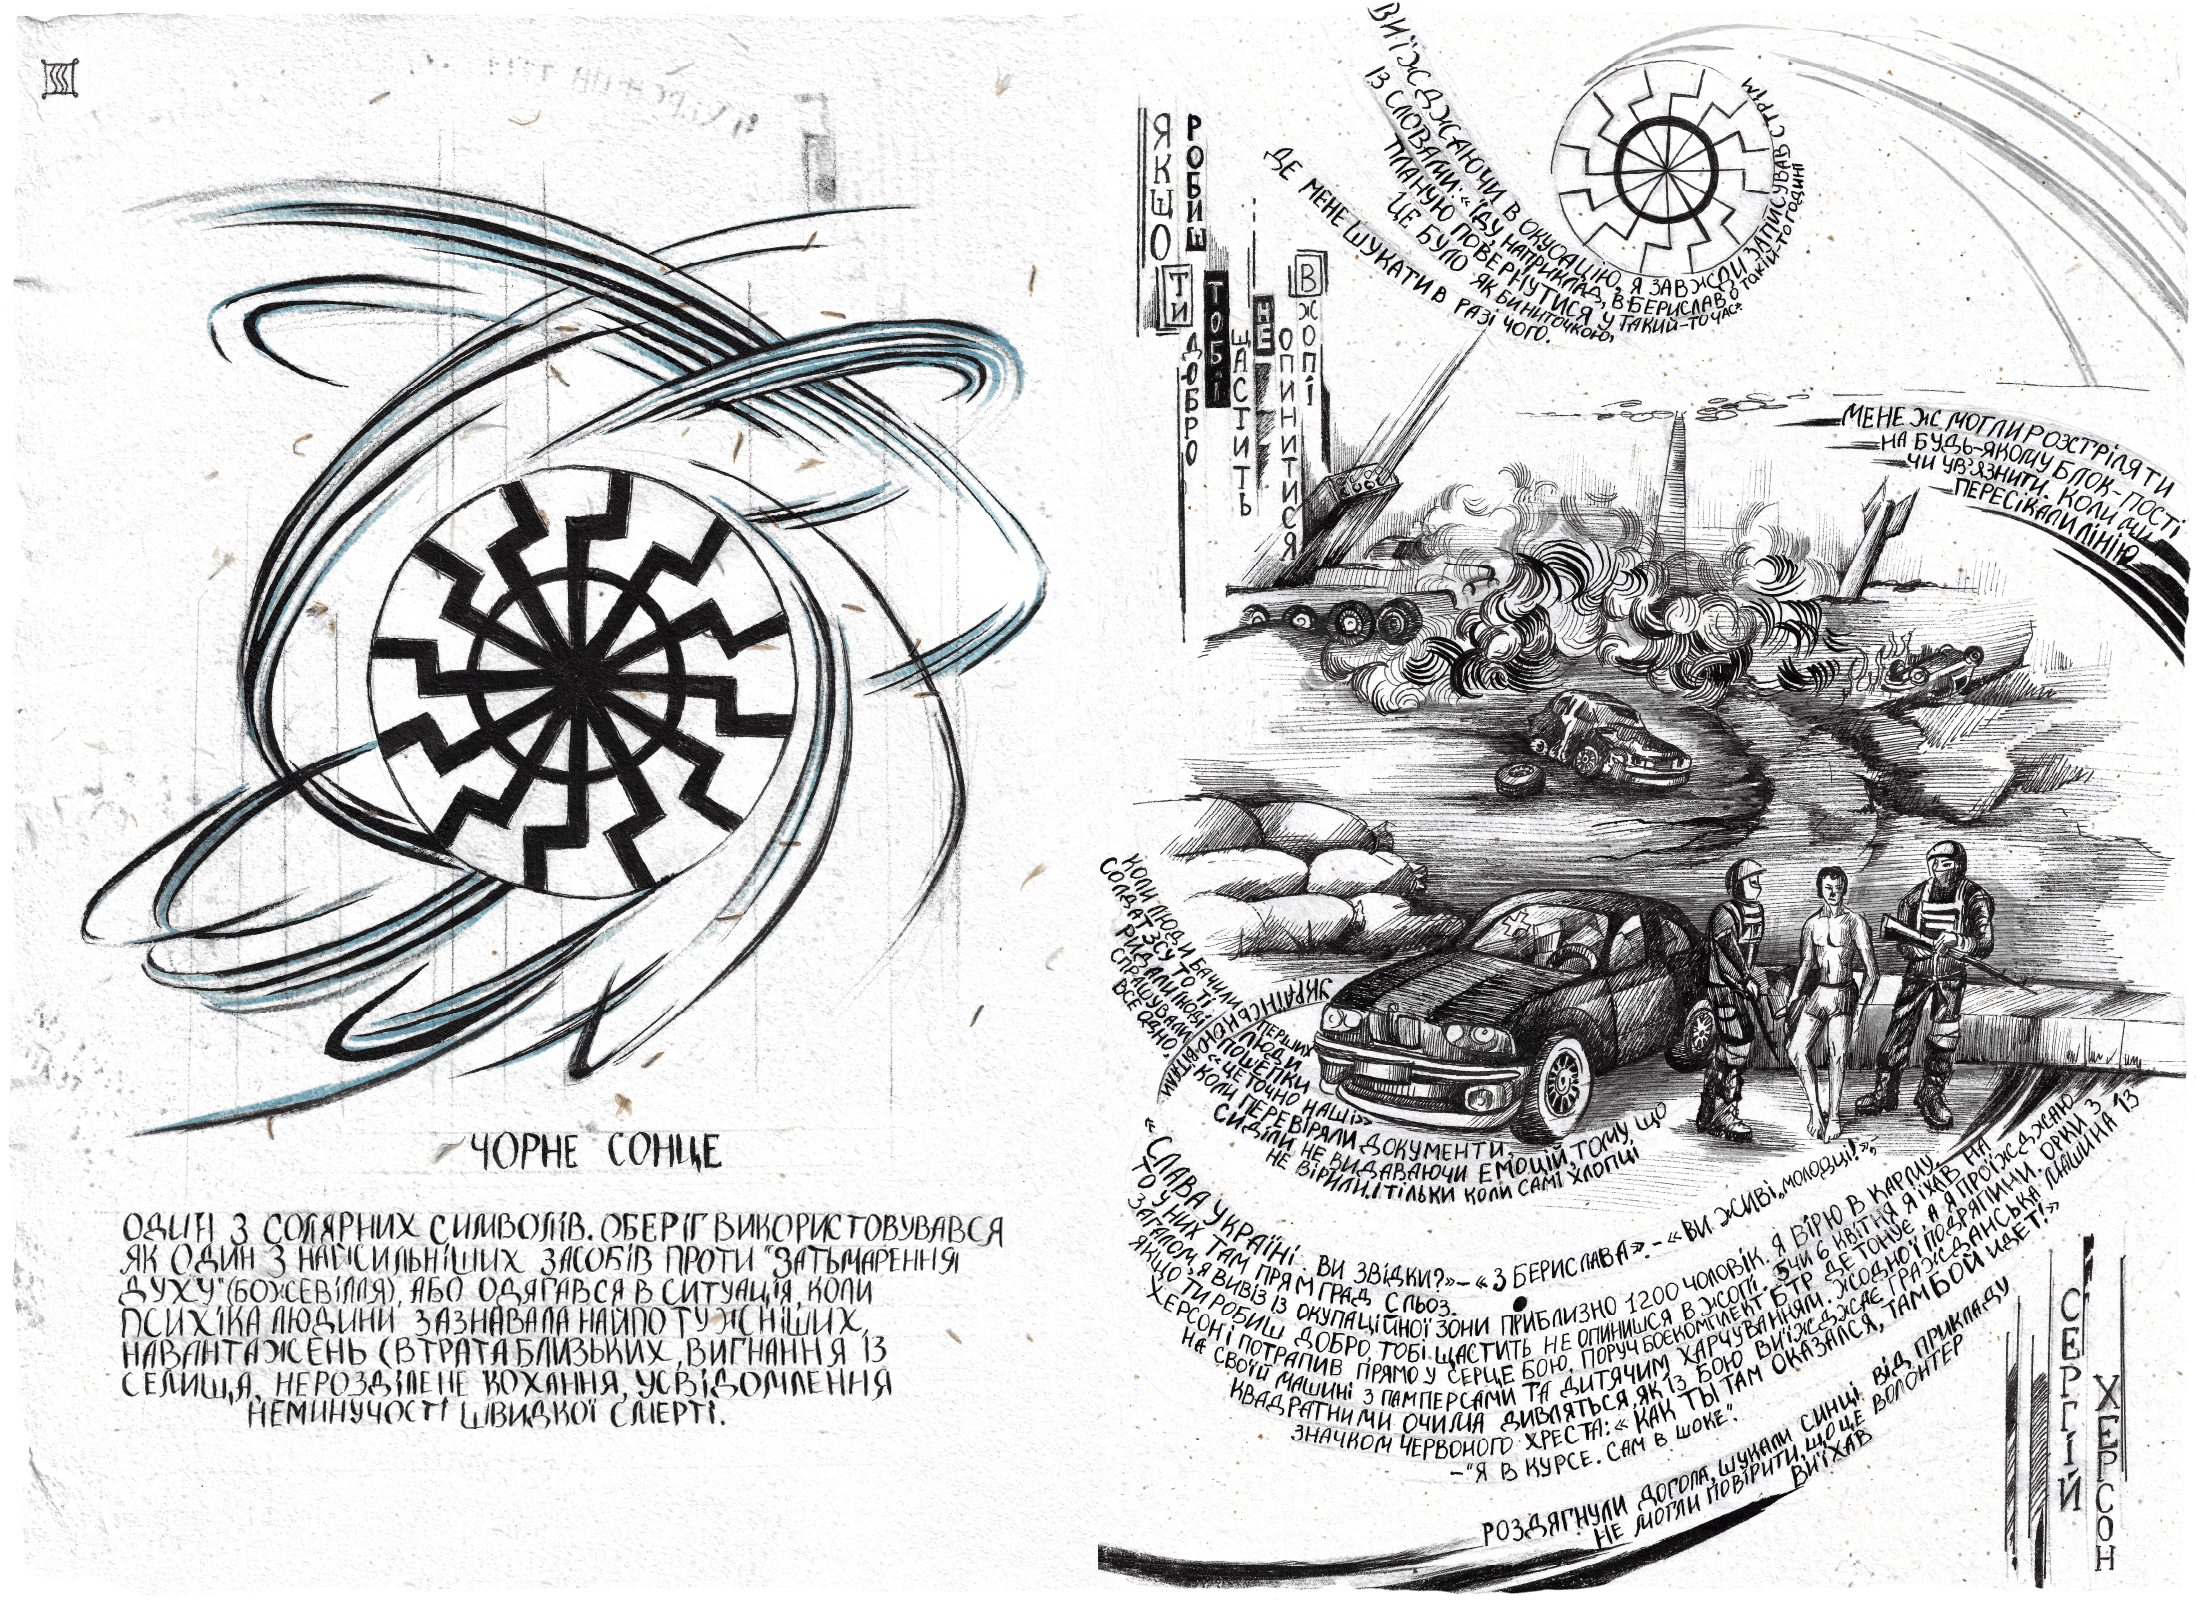 ЧОРНЕ СОНЦЕ
ОДИН З СОЛЯРНИХ СИМВОЛІВ. ОБЕРІГ ВИКОРИСТОВУВАВСЯ
ЯК ОДИН З НАЙСИЛЬНІШИХ ЗАСОБІВ ПРОТИ "ЗАТЬМАРЕННЯ
ДУХУ" (БОЖЕВІЛЛЯ), АБО ОДЯГАВСЯ В СИТУАЦІЯ, КОЛИ
ПСИХІКА ЛЮДИНИ ЗАЗНАВАЛА НАЙПОТУЖНІШИХ
НАВАНТАЖЕНЬ (ВТРАТА БЛИЗЬКИХ, ВИГНАННЯ ІЗ
СЕЛИЩА, НЕРОЗДІЛЕНЕ КОХАННЯ, УСВІДОМЛЕННЯ
НЕМИНУЧОСТІ ШВИДКОЇ СМЕРТІ.
ЯКШО
РОБИШ
ТИ
ДОБРО
ТОБІ
ЩАСТИТЬ
НЕ
ОПИНИТИСЯ
В
ЖОПІ
ВИЇЖДЖАЮЧИ В ОКУОАЦІЮ, Я ЗАВЖДИ ЗАПИСУВАВ СТРІМ
ІЗ СЛОВАМИ: «ЇДУ, НАПРИКЛАД, В БЕРИСЛАВ, О ТАКІЙ-ТО ГОДИНІ
ПЛАНУЮ ПОВЕРНУТИСЯ У ТАКИЙ-ТО ЧАС».
ЦЕ БУЛО ЯК БИ НИТОЧКОЮ,
ДЕ МЕНЕ ШУКАТИ В РАЗІ ЧОГО.
МЕНЕ Ж МОГЛИ РОЗСТРІЛЯТИ
НА БУДЬ-ЯКОМУ БЛОК-ПОСТІ
ЧИ УВ'ЯЗНИТИ. КОЛИ МИ
ПЕРЕСІКАЛИ ЛІНІЮ
КОЛИ ЛЮДИ БАЧИЛИ ПЕРШИХ
СОЛДАТ ЗСУ ТО ТІ ЛЮДИ
РИДАЛИ ІНОДІ ПОШЕПКИ
СПРАШУВАЛИ «ЦЕ ТОЧНО НАШІ»
ВСЕ ОДНО. КОЛИ ПЕРЕВІРЯЛИ ДОКУМЕНТИ,
СИДІЛИ НЕ ВИДАВАЮЧИ ЕМОЦІЙ, ТОМУ ЩО
НЕ ВІРИЛИ. І ТІЛЬКИ КОЛИ САМІ ХЛОПЦІ
УКРАЇНСЬКОЮ ВІТАЛИ
«СЛАВА УКРАЇНІ. ВИ ЗВІДКИ?» – «З БЕРИСЛАВА». – «ВИ ЖИВІ, МОЛОДЦІ!»,
ТО У НИХ ТАМ ПРЯМ ГРАД СЛЬОЗ.
ЗАГАЛОМ, Я ВИВІЗ ІЗ ОКУПАЦІЙНОЇ ЗОНИ ПРИБЛИЗНО 1200 ЧОЛОВІК. Я ВІРЮ В КАРМУ.
ЯКЩО ТИ РОБИШ ДОБРО, ТОБІ ЩАСТИТЬ НЕ ОПИНИШСЯ В ЖОПІ. 5 ЧИ 6 КВІТНЯ Я ЇХАВ НА
ХЕРСОН І ПОТРАПИВ ПРЯМО У СЕРЦЕ БОЮ, ПОРУЧ БОЄКОМПЛЕКТ БТР ДЕТОНУЄ, А Я ПРОЇЖДЖАЮ
НА СВОЇЙ МАШИНІ З ПАМПЕРСАМИ ТА ДИТЯЧИМ ХАРЧУВАННЯМ. ЖОДНОЇ ПОДРЯПИНИ. ОРКИ З
КВАДРАТНИМИ ОЧИМА ДИВЛЯТЬСЯ, ЯК ІЗ БОЮ ВИЇЖДЖАЄ ГРАЖДАНСЬКА МАШИНА ІЗ
ЗНАЧКОМ ЧЕРВОНОГО ХРЕСТА: «КАК ТЫ ТАМ ОКАЗАЛСЯ, ТАМ БОЙ ИДЕТ!»
– "Я В КУРСЕ. САМ В ШОКЕ".
РОЗДЯГНУЛИ ДОГОЛА, ШУКАЛИ СИНЦІ ВІД ПРИКЛАДУ
НЕ МОГЛИ ПОВІРИТИ, ЩО ЦЕ ВОЛОНТЕР
ВИЇХАВ
СЕРГІЙ
ХЕРСОН